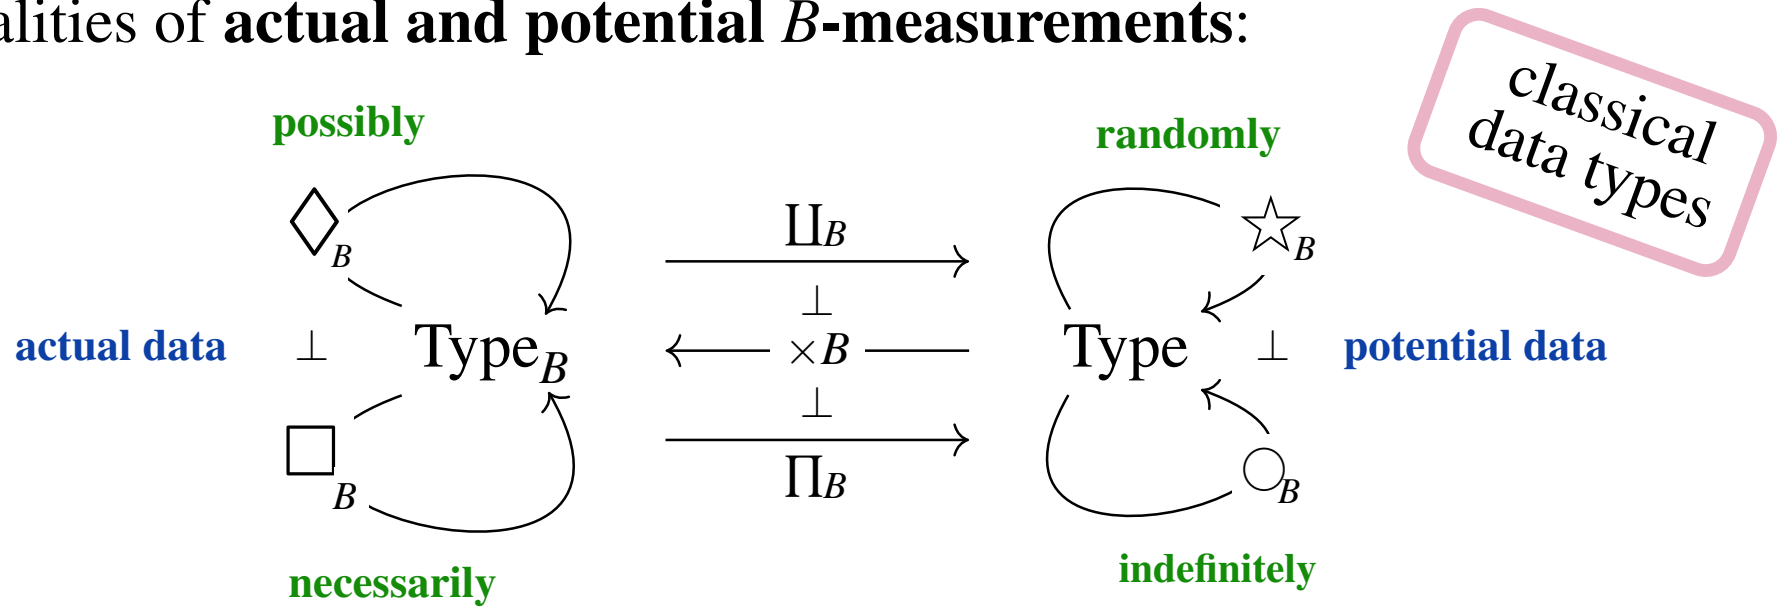 alities of actual and potential B-measurements:
classical
data types
possibly
randomly
◇B
∐B
☆B
⊥
actual data ⊥ TypeB ×B Type ⊥ potential data
⊥
□B
∏B
○B
necessarily
indefinitely